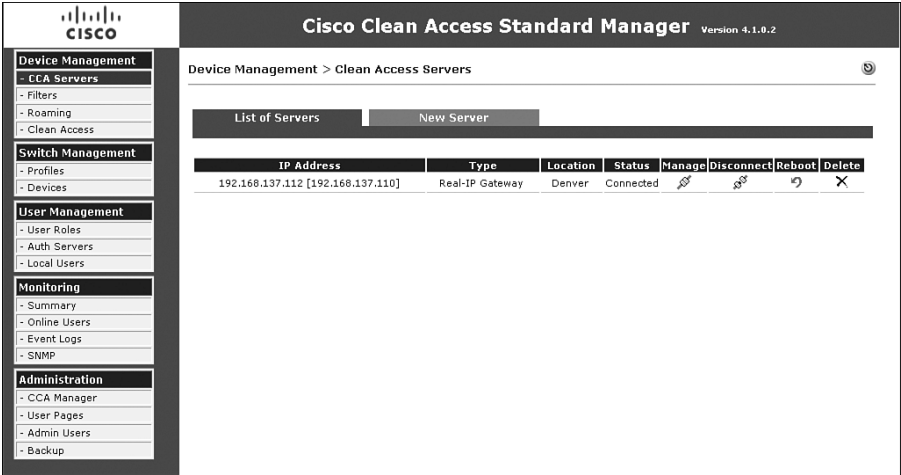 CISCO
Cisco Clean Access Standard Manager Version 4.1.0.2
Device Management
- CCA Servers
- Filters
- Roaming
- Clean Access
Switch Management
- Profiles
- Devices
User Management
- User Roles
- Auth Servers
- Local Users
Monitoring
- Summary
- Online Users
- Event Logs
- SNMP
Administration
- CCA Manager
- User Pages
- Admin Users
- Backup
Device Management > Clean Access Servers
List of Servers New Server
IP Address Type Location Status Manage Disconnect Reboot Delete
192.168.137.112 [192.168.137.110] Real-IP Gateway Denver Connected